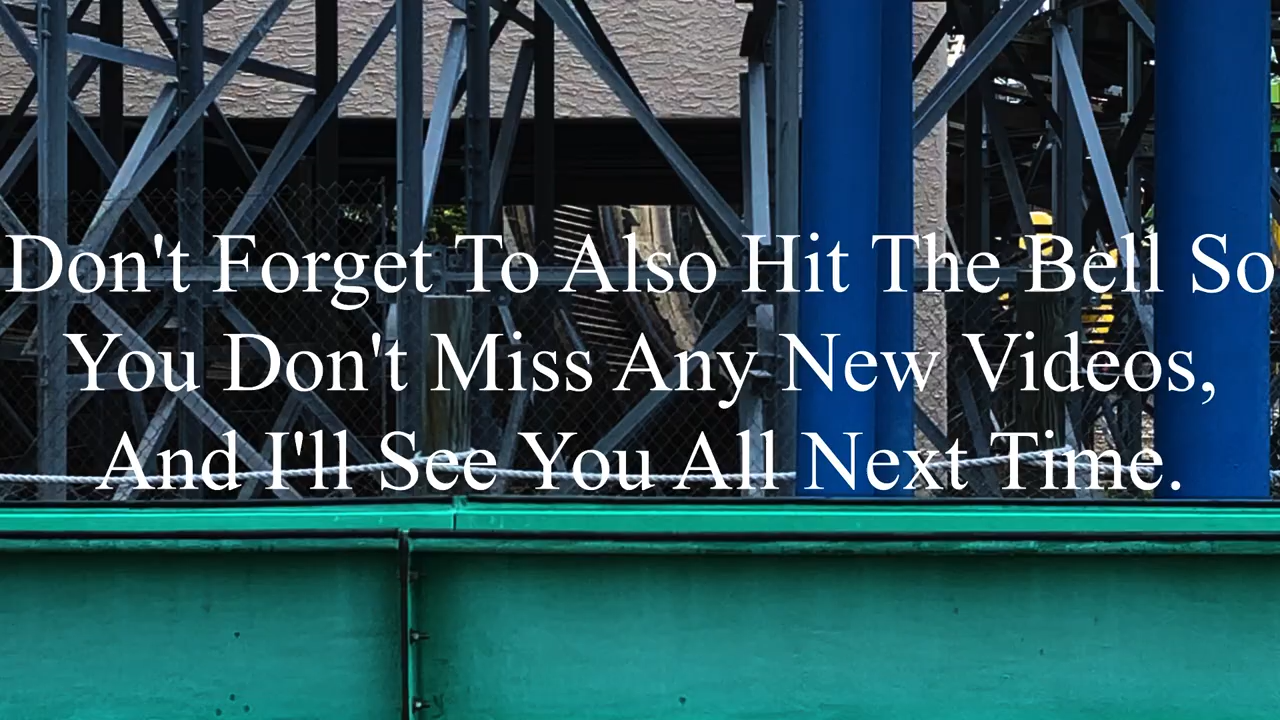 Don't Forget To Also Hit The Bell So
You Don't Miss Any New Videos,
And I'll See You All Next Time.